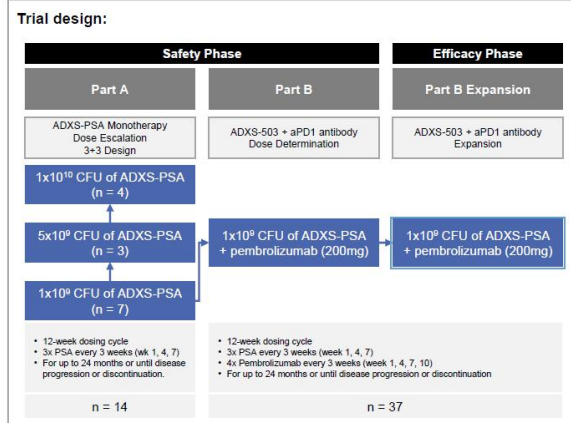 Trial design:
Safety Phase
Efficacy Phase
Part A
Part B
Part B Expansion
ADXS-PSA Monotherapy
Dose Escalation
3+3 Design
ADXS-503 + aPD1 antibody
Dose Determination
ADXS-503 + aPD1 antibody
Expansion
1x10¹⁰ CFU of ADXS-PSA
(n = 4)
5x10⁹ CFU of ADXS-PSA
(n = 3)
1x10⁹ CFU of ADXS-PSA
+ pembrolizumab (200mg)
1x10⁹ CFU of ADXS-PSA
+ pembrolizumab (200mg)
1x10⁹ CFU of ADXS-PSA
(n = 7)
• 12-week dosing cycle
• 3x PSA every 3 weeks (wk 1, 4, 7)
• For up to 24 months or until disease
progression or discontinuation.
• 12-week dosing cycle
• 3x PSA every 3 weeks (week 1, 4, 7)
• 4x Pembrolizumab every 3 weeks (week 1, 4, 7, 10)
• For up to 24 months or until disease progression or discontinuation
n = 14
n = 37